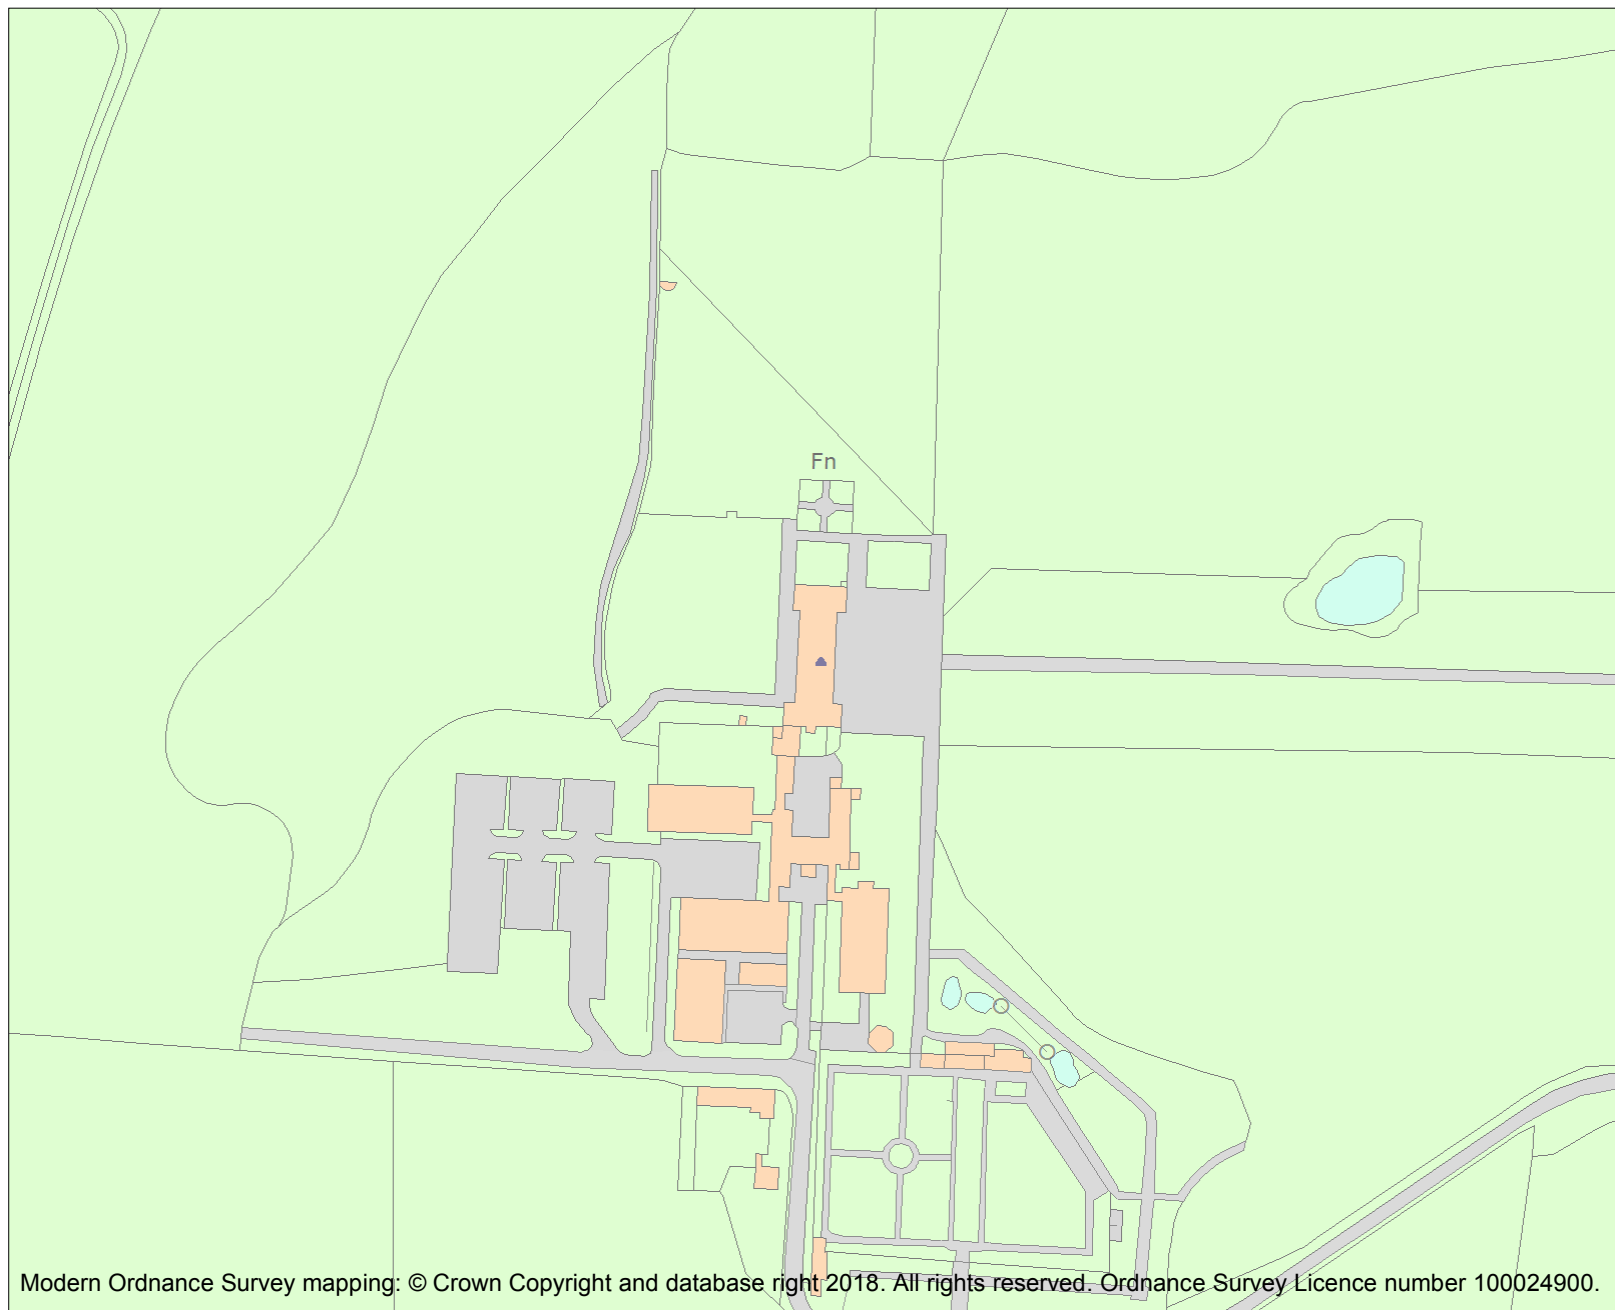 Fn
Modern Ordnance Survey mapping: © Crown Copyright and database right 2018. All rights reserved. Ordnance Survey Licence number 100024900.